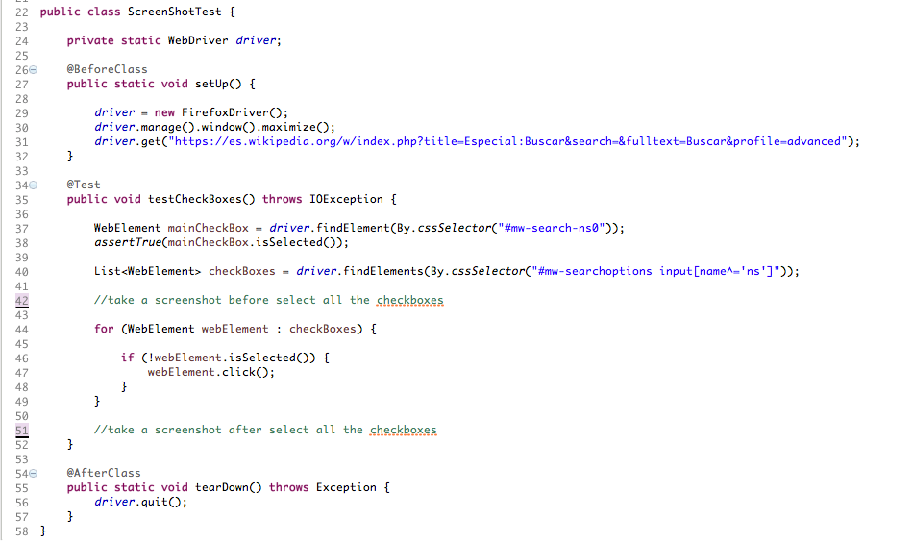 22 public class ScreenShotTest {
23
24 private static WebDriver driver;
25
26 @BeforeClass
27 public static void setUp() {
28
29 driver = new FirefoxDriver();
30 driver.manage().window().maximize();
31 driver.get("https://es.wikipedia.org/w/index.php?title=Especial:Buscar&search=&fulltext=Buscar&profile=advanced");
32 }
33
34 @Test
35 public void testCheckBoxes() throws IOException {
36
37 WebElement mainCheckBox = driver.findElement(By.cssSelector("#mw-search-ns0"));
38 assertTrue(mainCheckBox.isSelected());
39
40 List<WebElement> checkBoxes = driver.findElements(By.cssSelector("#mw-searchoptions input[name^='ns']"));
41
42 //take a screenshot before select all the checkboxes
43
44 for (WebElement webElement : checkBoxes) {
45
46 if (!webElement.isSelected()) {
47 webElement.click();
48 }
49 }
50
51 //take a screenshot after select all the checkboxes
52 }
53
54 @AfterClass
55 public static void tearDown() throws Exception {
56 driver.quit();
57 }
58 }